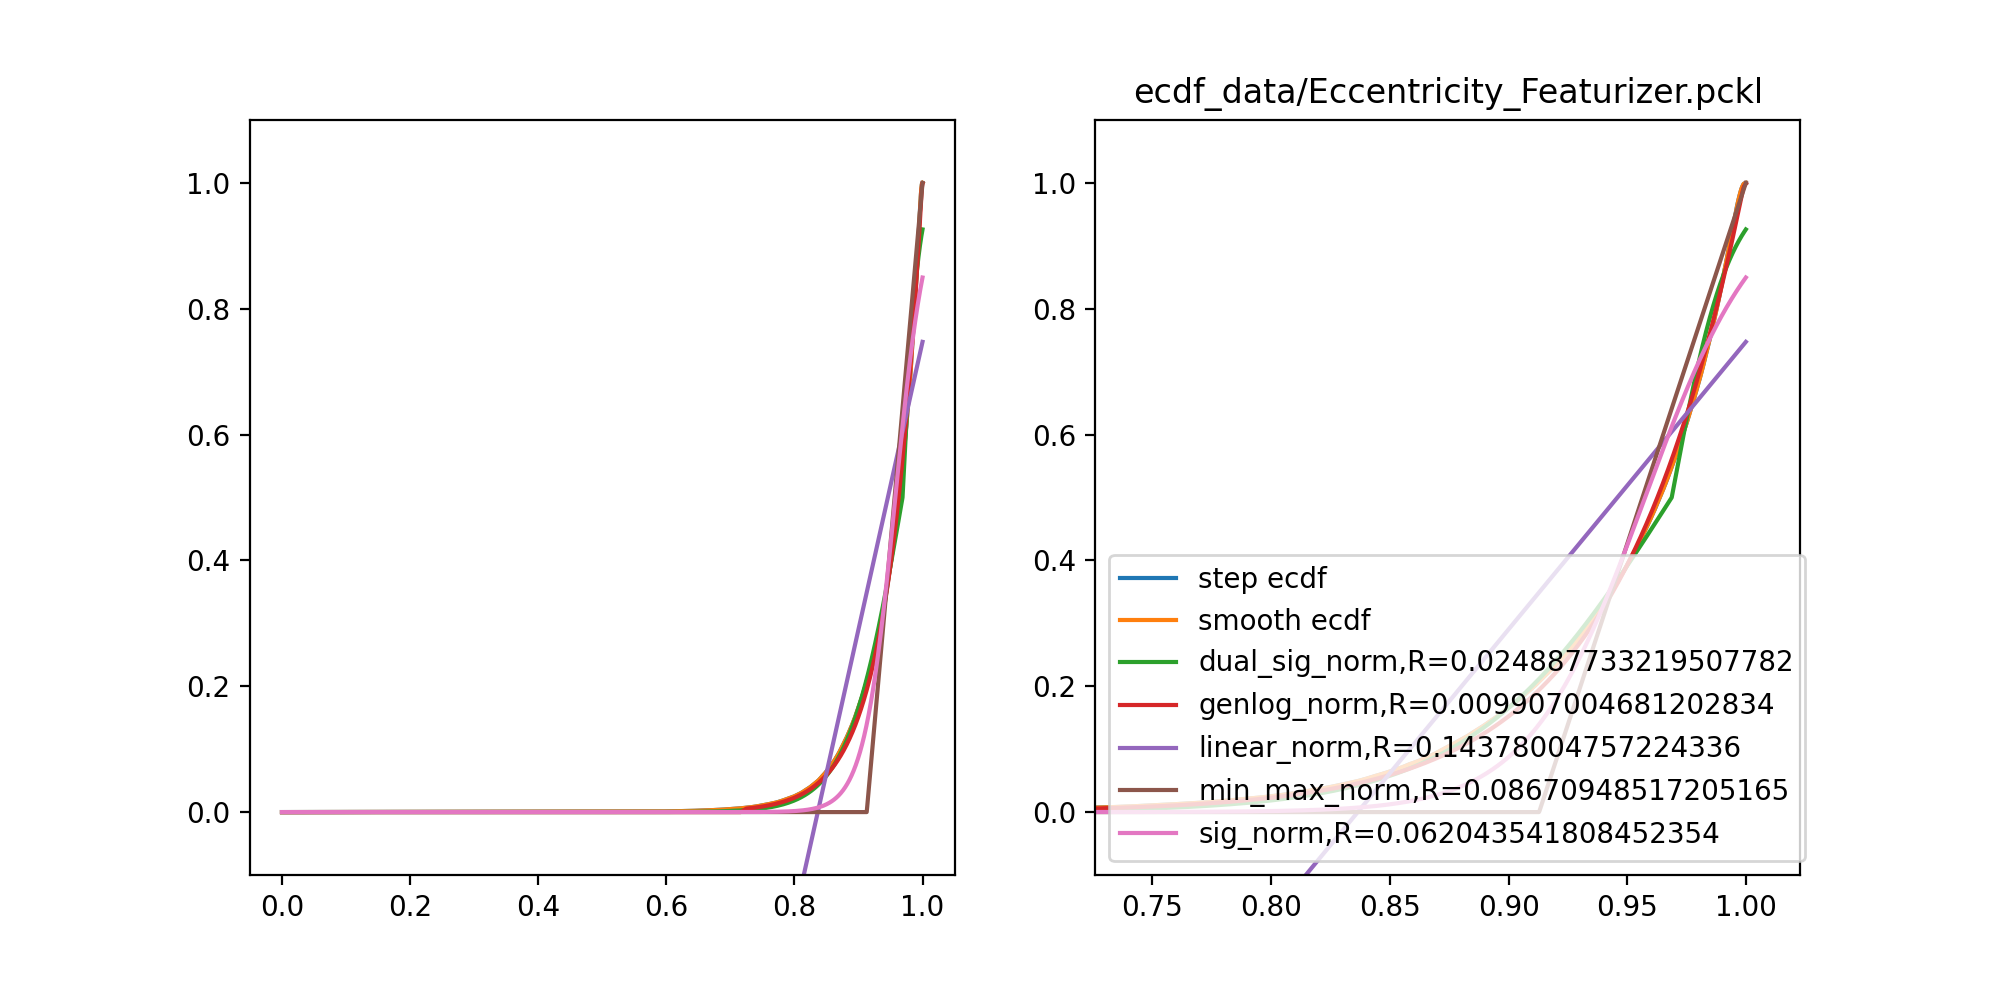 ecdf_data/Eccentricity_Featurizer.pckl
1.0
0.8
0.6
0.4
0.2
0.0
0.0 0.2 0.4 0.6 0.8 1.0
1.0
0.8
0.6
0.4
0.2
0.0
step ecdf
smooth ecdf
dual_sig_norm,R=0.024887733219507782
genlog_norm,R=0.009907004681202834
linear_norm,R=0.14378004757224336
min_max_norm,R=0.08670948517205165
sig_norm,R=0.062043541808452354
0.75 0.80 0.85 0.90 0.95 1.00